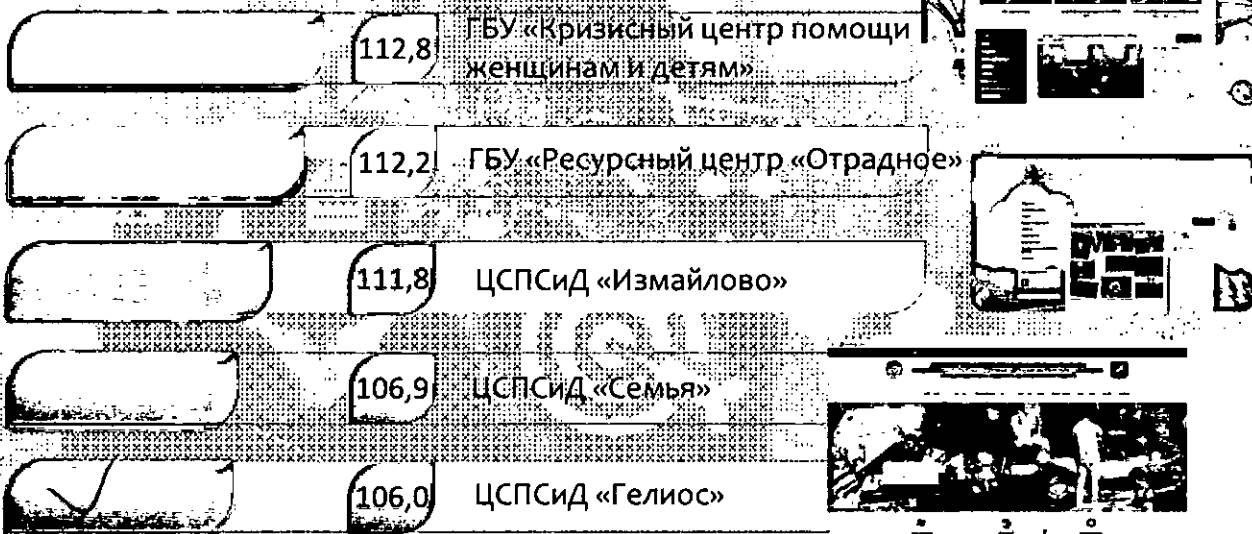 112,8
ГБУ «Кризисный центр помощи
женщинам и детям»
112,2
ГБУ «Ресурсный центр «Отрадное»
111,8
ЦСПСиД «Измайлово»
106,9
ЦСПСиД «Семья»
106,0
ЦСПСиД «Гелиос»